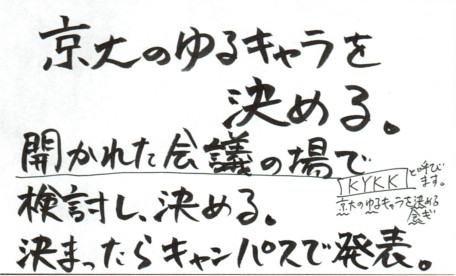 京大のゆるキャラを
決める。
開かれた会議の場で
検討し、決める。
「KYKK」と呼びます。
京大のゆるキャラを決める会ぎ
決まったらキャンパスで発表。